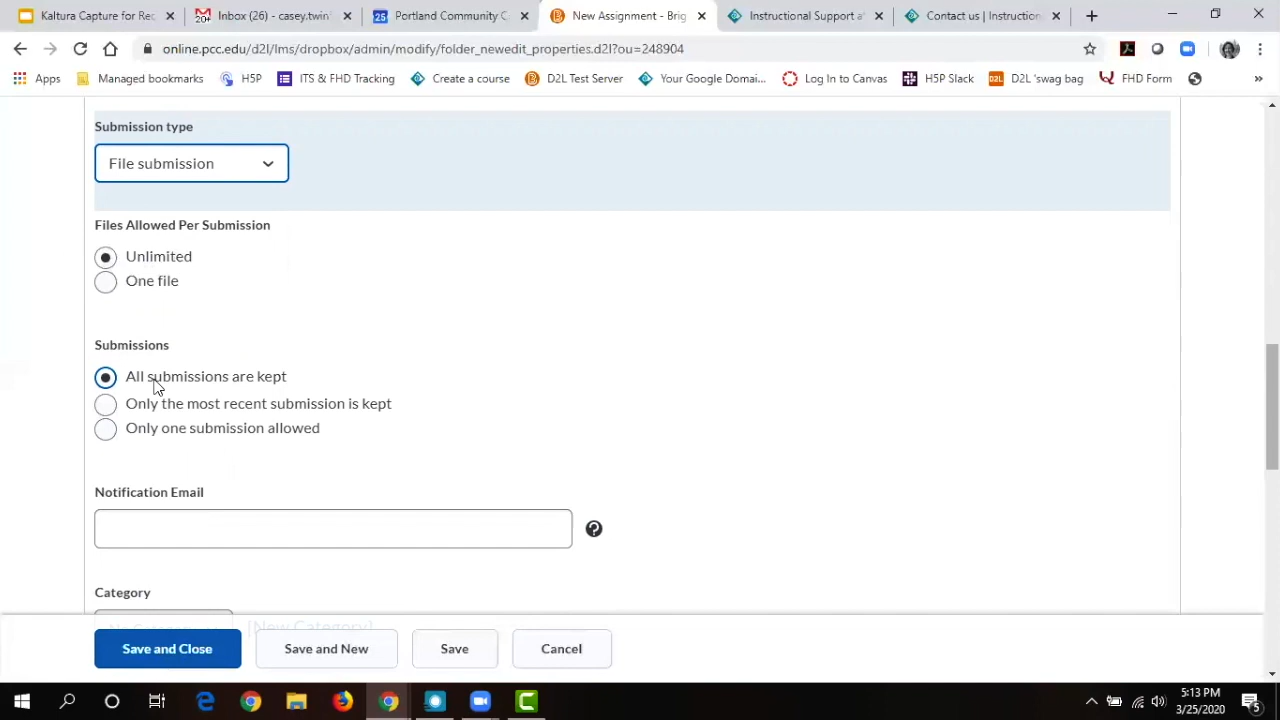 Kaltura Capture for Rec
Inbox (26) - casey.twin
Portland Community C
New Assignment - Brig
Instructional Support a
Contact us | Instruction
online.pcc.edu/d2l/lms/dropbox/admin/modify/folder_newedit_properties.d2l?ou=248904
Apps
Managed bookmarks
H5P
ITS & FHD Tracking
Create a course
D2L Test Server
Your Google Domai...
Log In to Canvas
H5P Slack
D2L 'swag bag
FHD Form
Submission type
File submission
Files Allowed Per Submission
Unlimited
One file
Submissions
All submissions are kept
Only the most recent submission is kept
Only one submission allowed
Notification Email
Category
No Category
[New Category]
Save and Close
Save and New
Save
Cancel
5:13 PM
3/25/2020
5